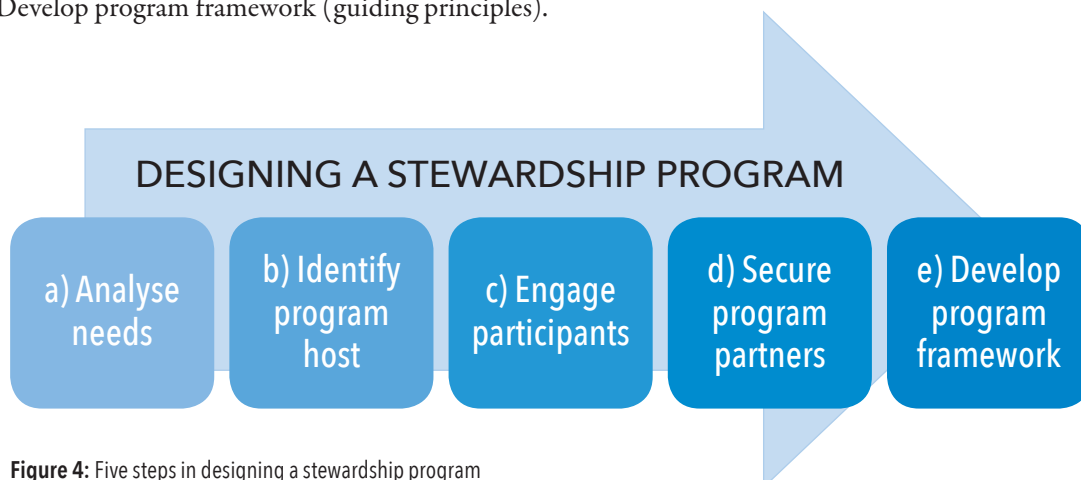 Develop program framework (guiding principles).
DESIGNING A STEWARDSHIP PROGRAM
a) Analyse
needs
b) Identify
program
host
c) Engage
participants
d) Secure
program
partners
e) Develop
program
framework
Figure 4: Five steps in designing a stewardship program